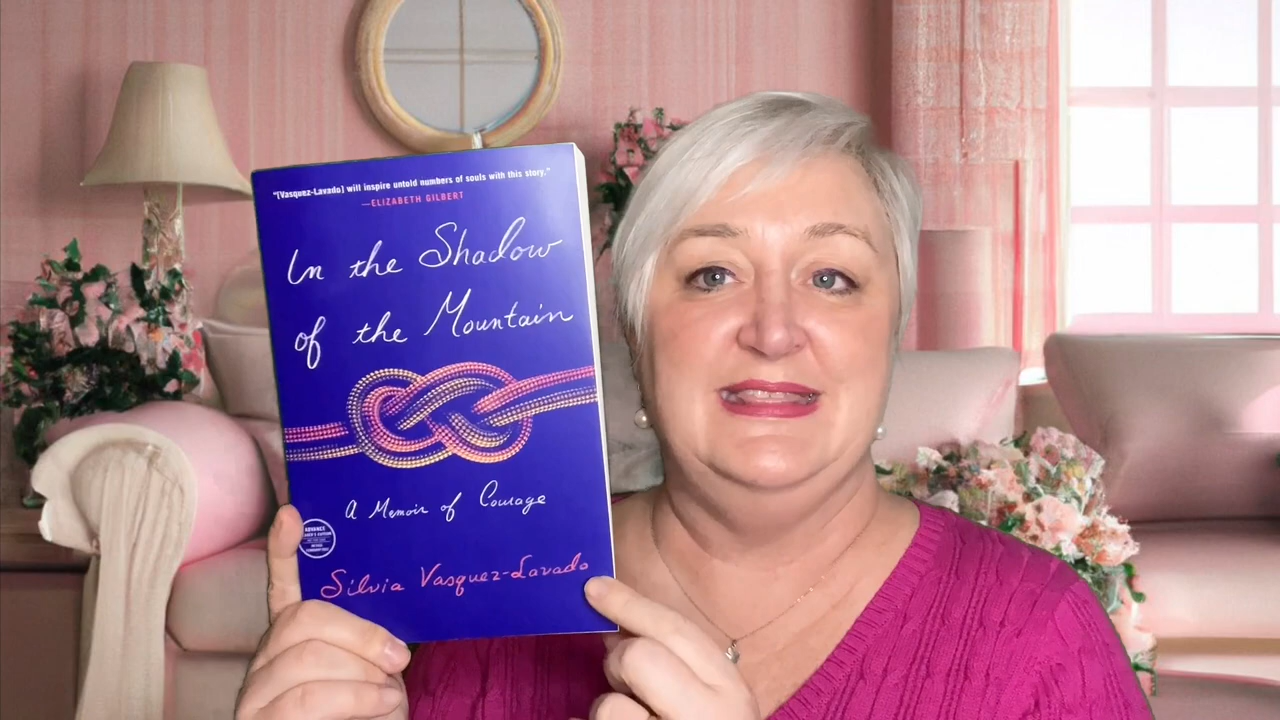 "[Vasquez-Lavado] will inspire untold numbers of souls with this story."
—ELIZABETH GILBERT
In the Shadow
of the Mountain
A Memoir of Courage
ADVANCE
Silvia Vasquez-Lavado